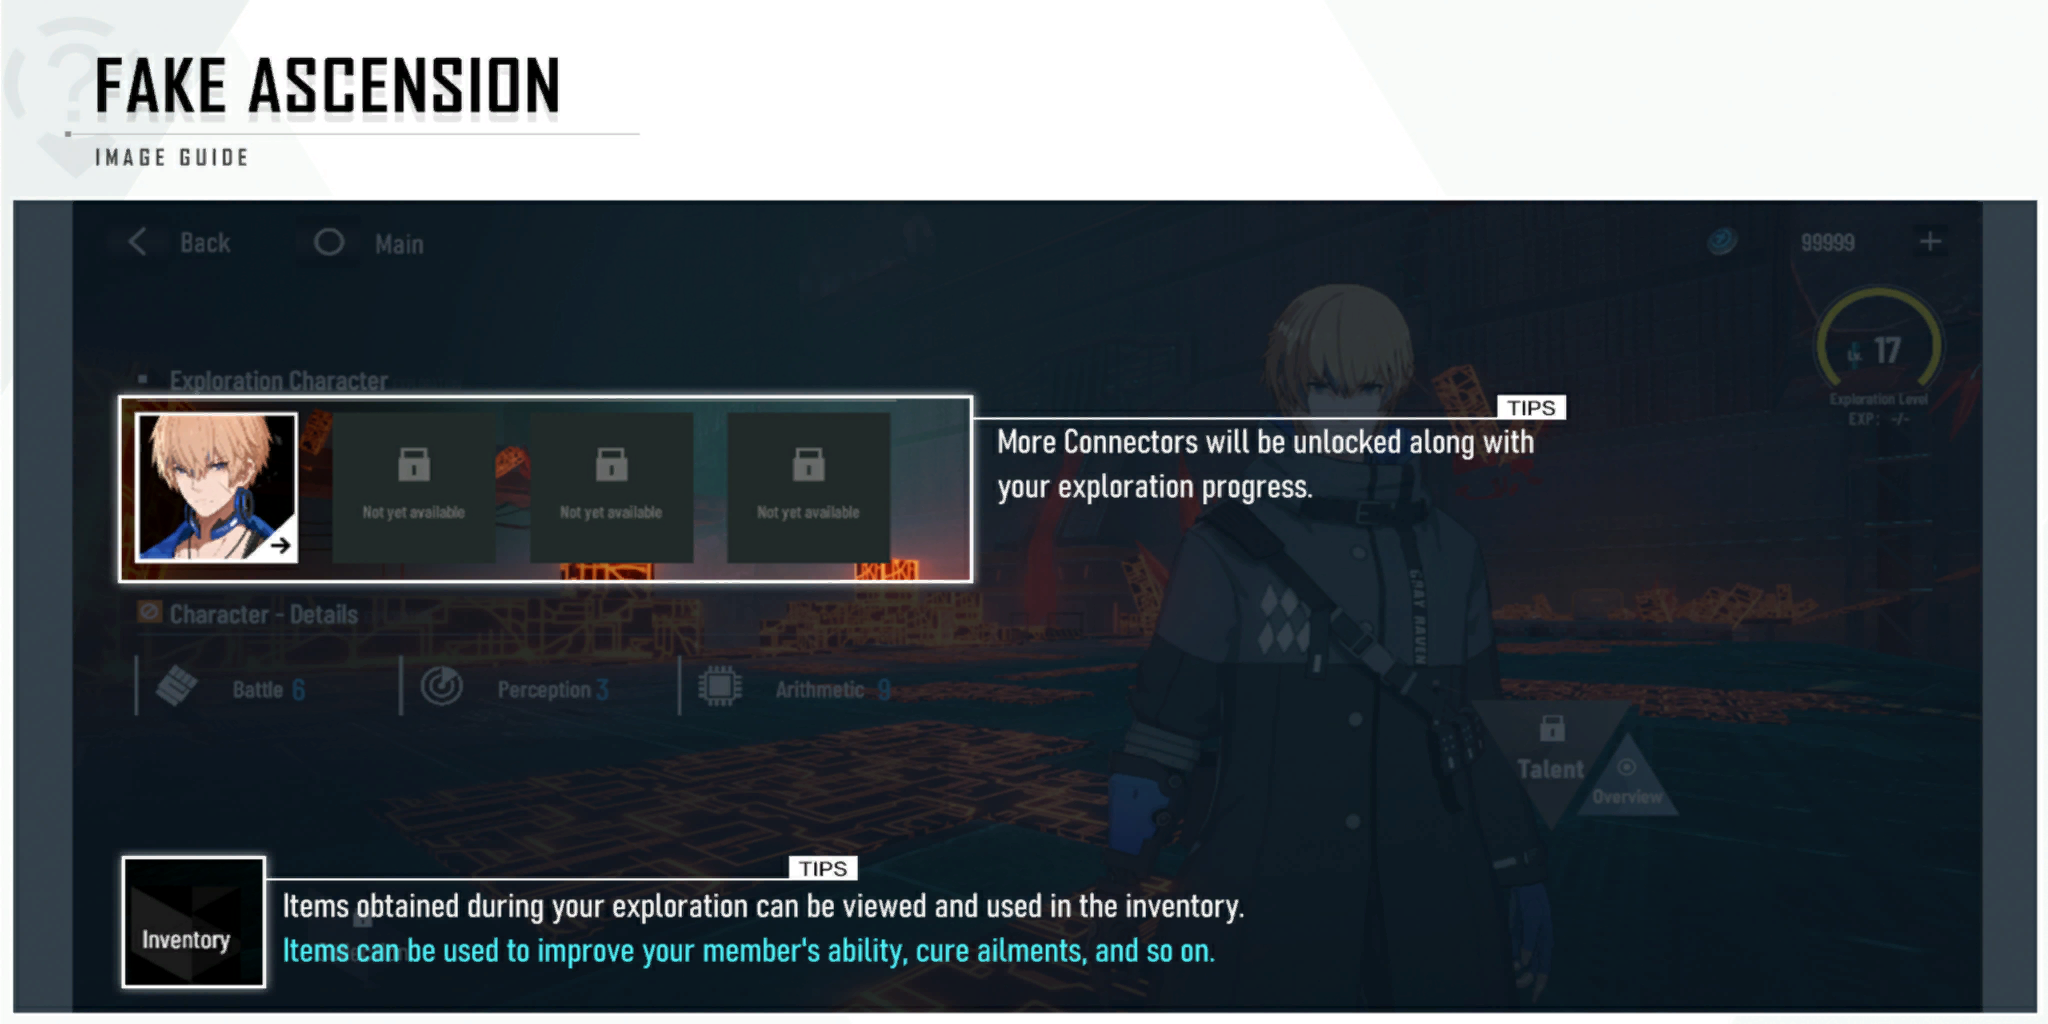 FAKE ASCENSION
IMAGE GUIDE
Back
Main
99999
Lv. 17
Exploration Level
EXP: -/-
Exploration Character
Not yet available
Not yet available
Not yet available
TIPS
More Connectors will be unlocked along with
your exploration progress.
GRAY RAVEN
Character - Details
Battle 6
Perception 3
Arithmetic 9
Talent
Overview
Inventory
TIPS
Items obtained during your exploration can be viewed and used in the inventory.
Items can be used to improve your member's ability, cure ailments, and so on.